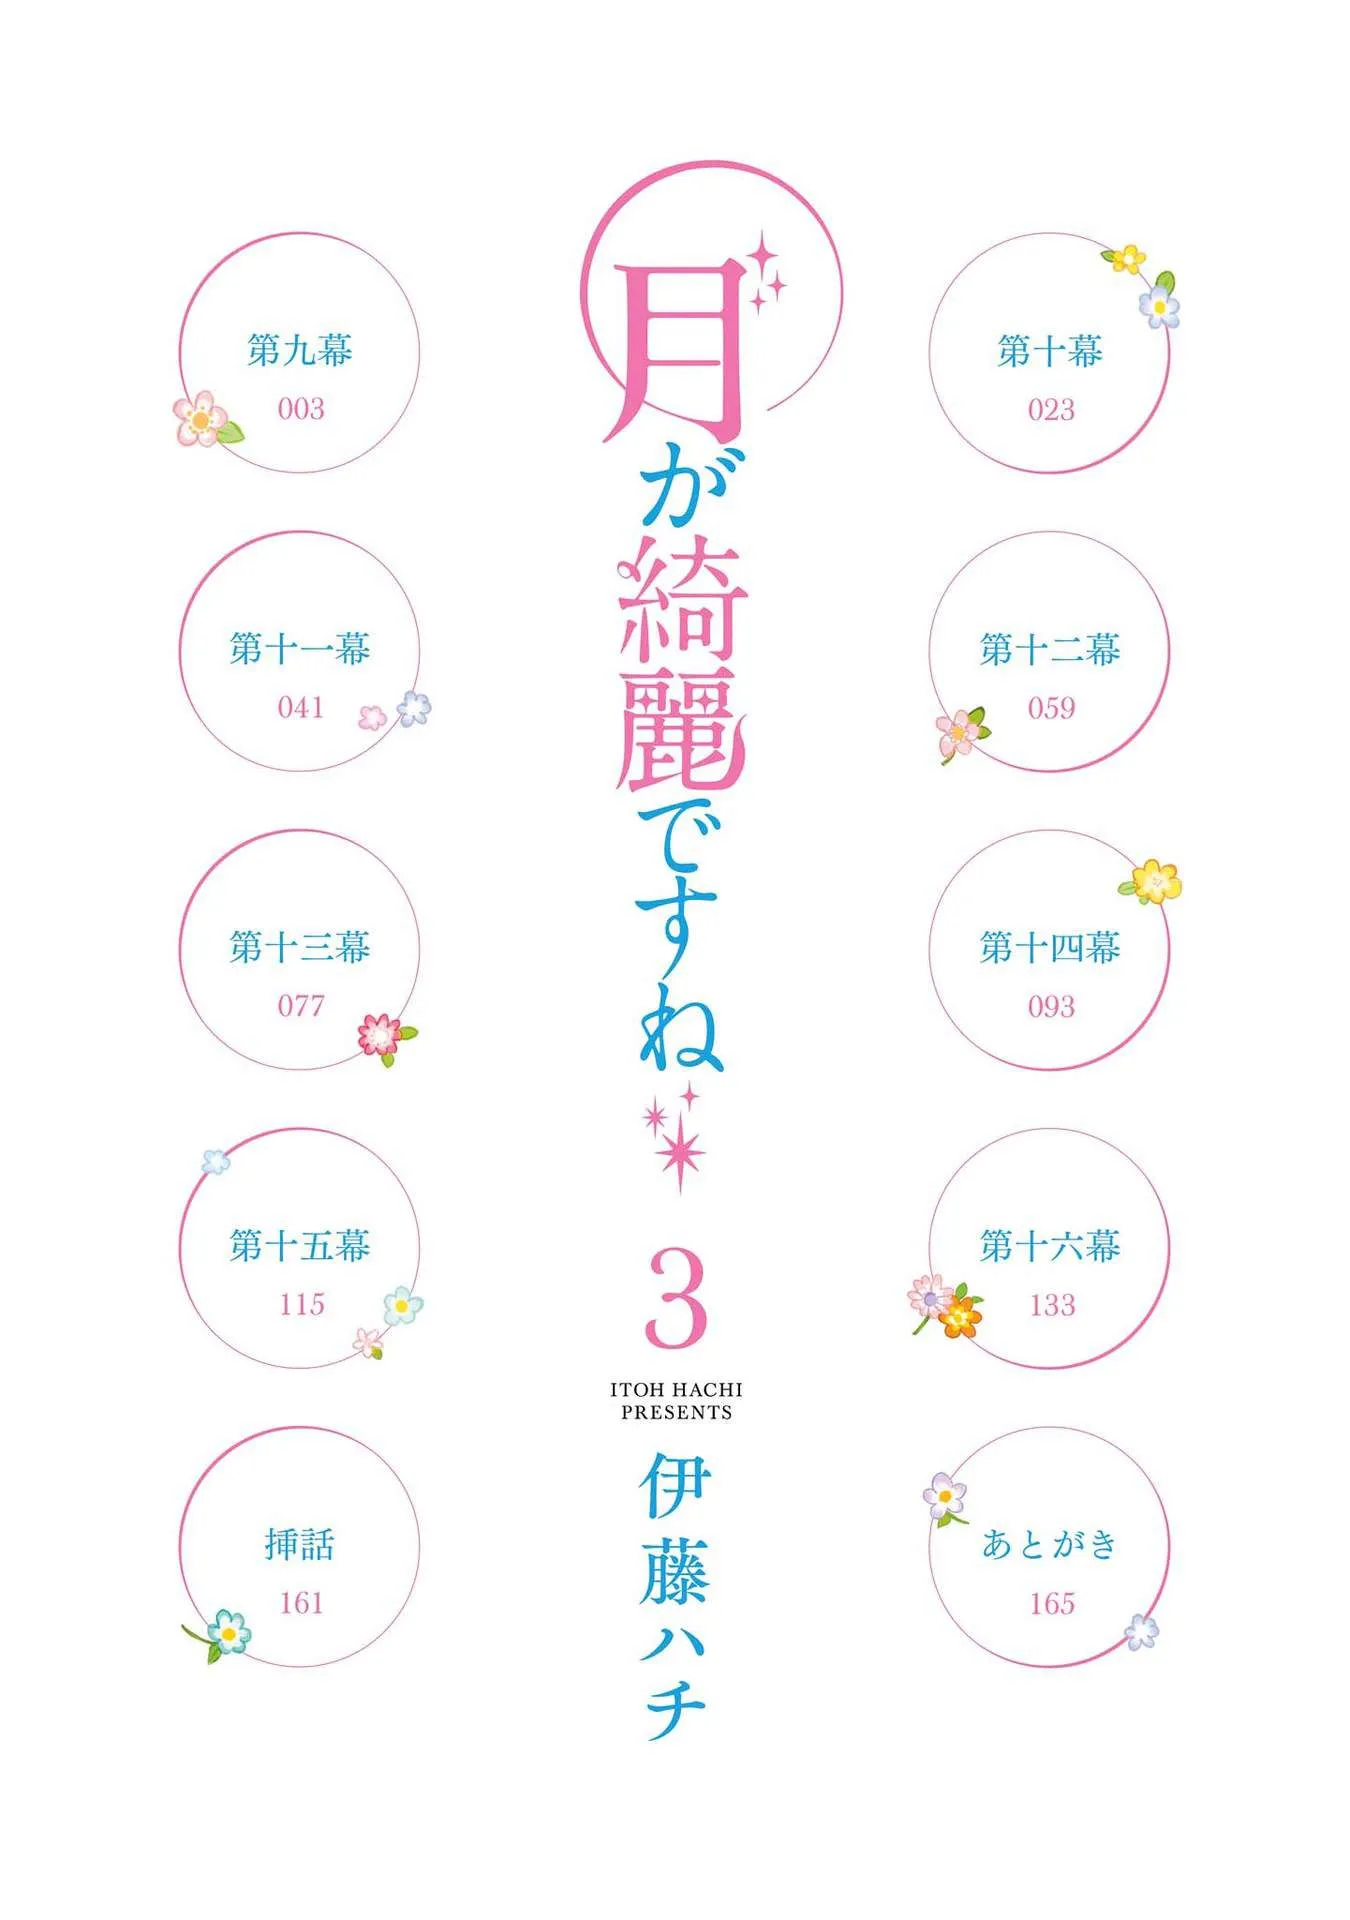 月が綺麗ですね
3
ITOH HACHI
PRESENTS
伊藤ハチ
第九幕
003
第十幕
023
第十一幕
041
第十二幕
059
第十三幕
077
第十四幕
093
第十五幕
115
第十六幕
133
挿話
161
あとがき
165